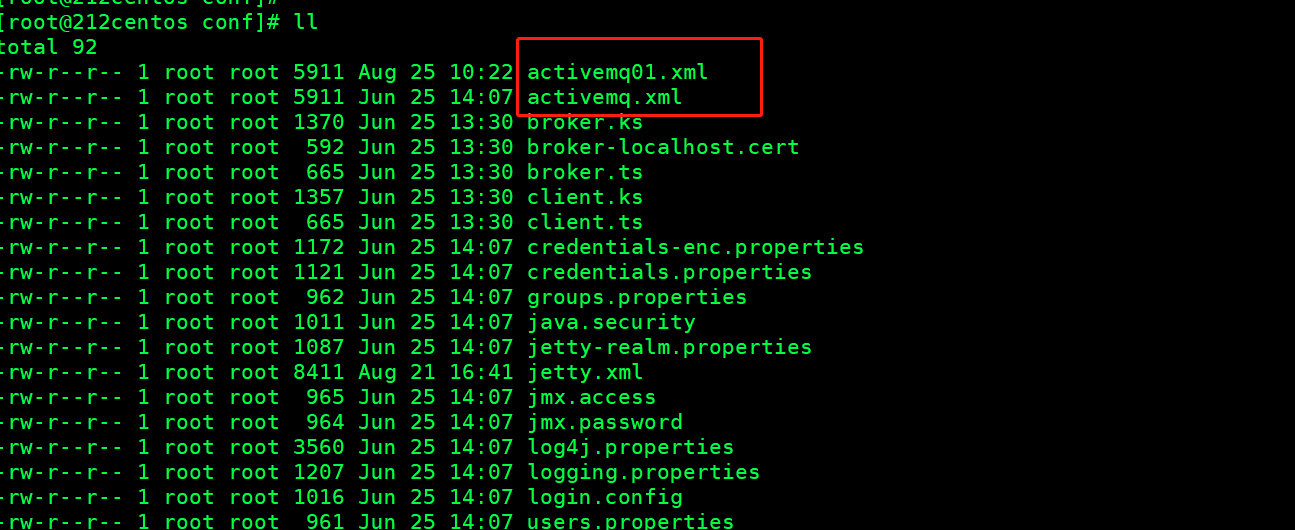 [root@212centos conf]#
[root@212centos conf]# ll
total 92
-rw-r--r-- 1 root root 5911 Aug 25 10:22 activemq01.xml
-rw-r--r-- 1 root root 5911 Jun 25 14:07 activemq.xml
-rw-r--r-- 1 root root 1370 Jun 25 13:30 broker.ks
-rw-r--r-- 1 root root  592 Jun 25 13:30 broker-localhost.cert
-rw-r--r-- 1 root root  665 Jun 25 13:30 broker.ts
-rw-r--r-- 1 root root 1357 Jun 25 13:30 client.ks
-rw-r--r-- 1 root root  665 Jun 25 13:30 client.ts
-rw-r--r-- 1 root root 1172 Jun 25 14:07 credentials-enc.properties
-rw-r--r-- 1 root root 1121 Jun 25 14:07 credentials.properties
-rw-r--r-- 1 root root  962 Jun 25 14:07 groups.properties
-rw-r--r-- 1 root root 1011 Jun 25 14:07 java.security
-rw-r--r-- 1 root root 1087 Jun 25 14:07 jetty-realm.properties
-rw-r--r-- 1 root root 8411 Aug 21 16:41 jetty.xml
-rw-r--r-- 1 root root  965 Jun 25 14:07 jmx.access
-rw-r--r-- 1 root root  964 Jun 25 14:07 jmx.password
-rw-r--r-- 1 root root 3560 Jun 25 14:07 log4j.properties
-rw-r--r-- 1 root root 1207 Jun 25 14:07 logging.properties
-rw-r--r-- 1 root root 1016 Jun 25 14:07 login.config
-rw-r--r-- 1 root root  961 Jun 25 14:07 users.properties